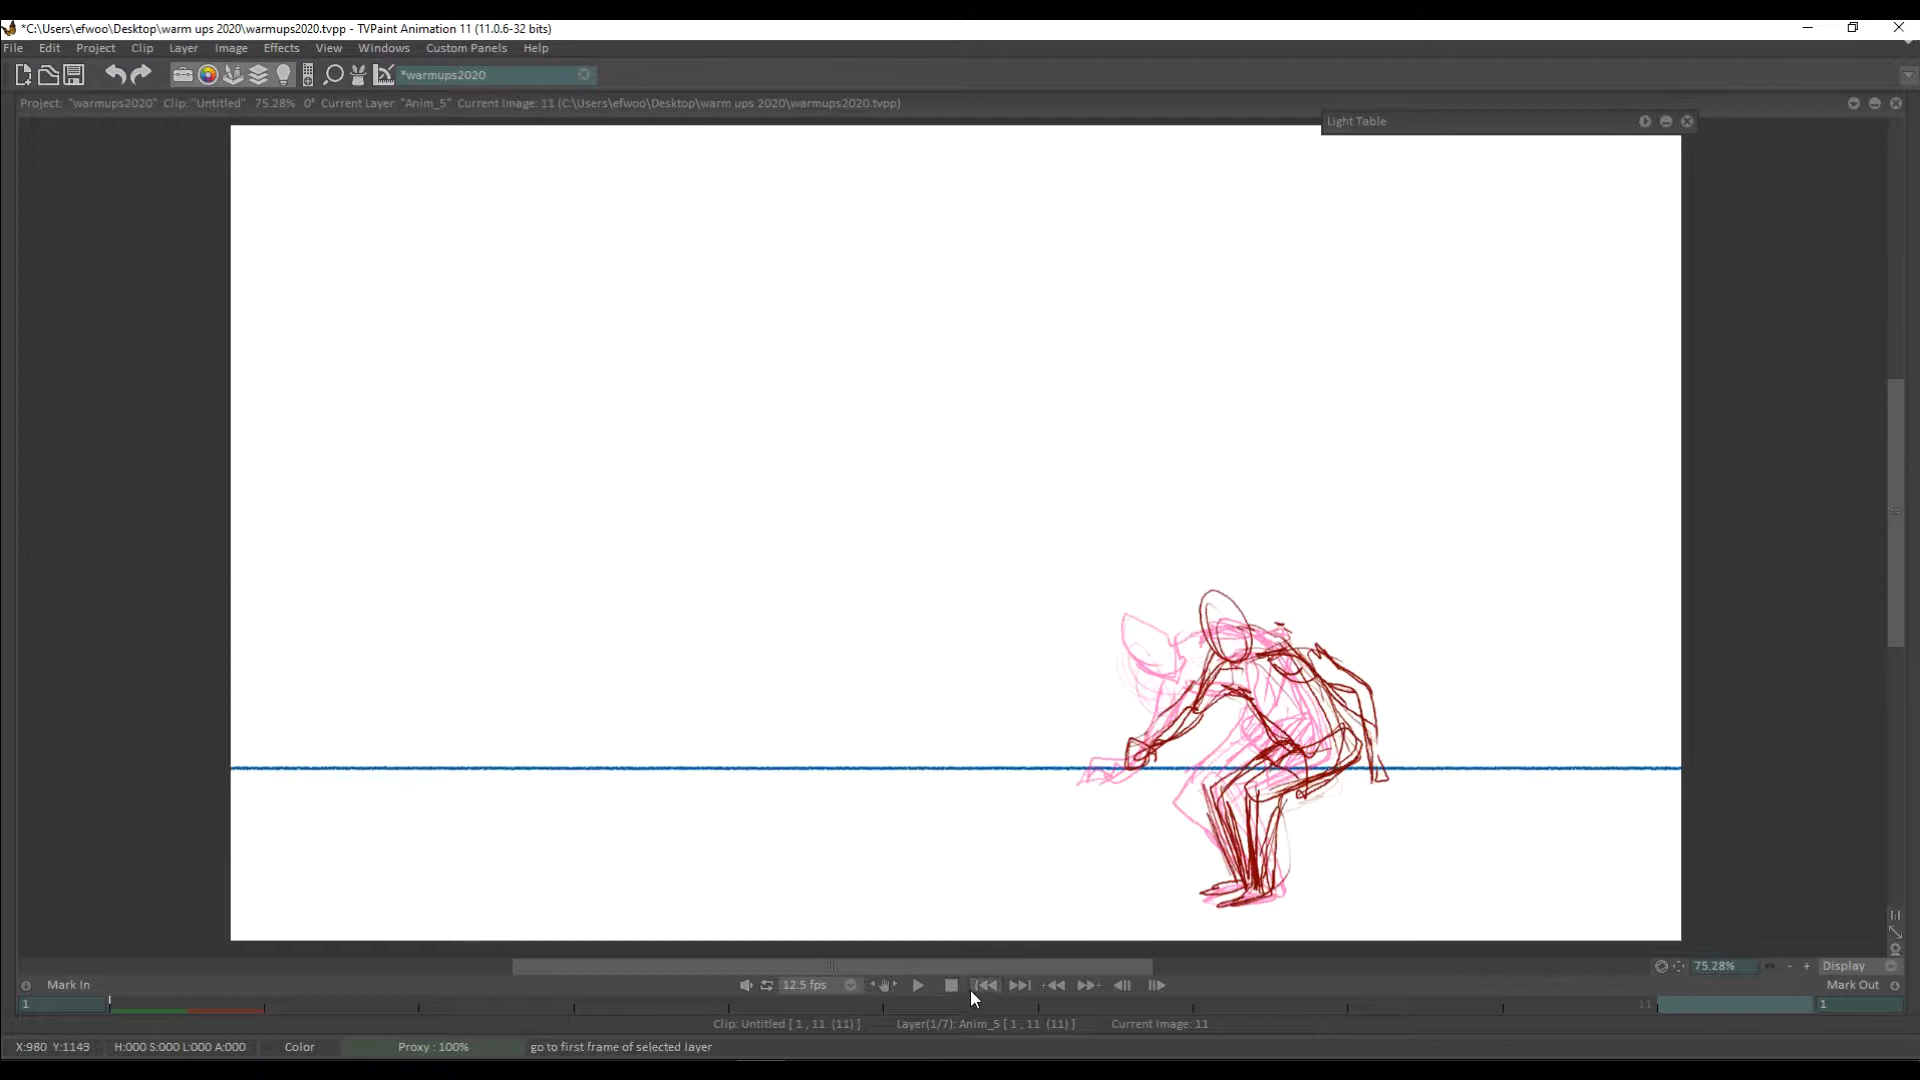 *C:\Users\efwoo\Desktop\warm ups 2020\warmups2020.tvpp - TVPaint Animation 11 (11.0.6-32 bits)
File Edit Project Clip Layer Image Effects View Windows Custom Panels Help
*warmups2020
Project: "warmups2020" Clip: "Untitled" 75.28% 0° Current Layer: "Anim_5" Current Image: 11 (C:\Users\efwoo\Desktop\warm ups 2020\warmups2020.tvpp)
Light Table
75.28% - + Display
Mark In 12.5 fps Mark Out
1 11 1
Clip: Untitled [ 1 , 11 (11) ] Layer(1/7): Anim_5 [ 1 , 11 (11) ] Current Image: 11
X:980 Y:1143 H:000 S:000 L:000 A:000 Color Proxy : 100% go to first frame of selected layer